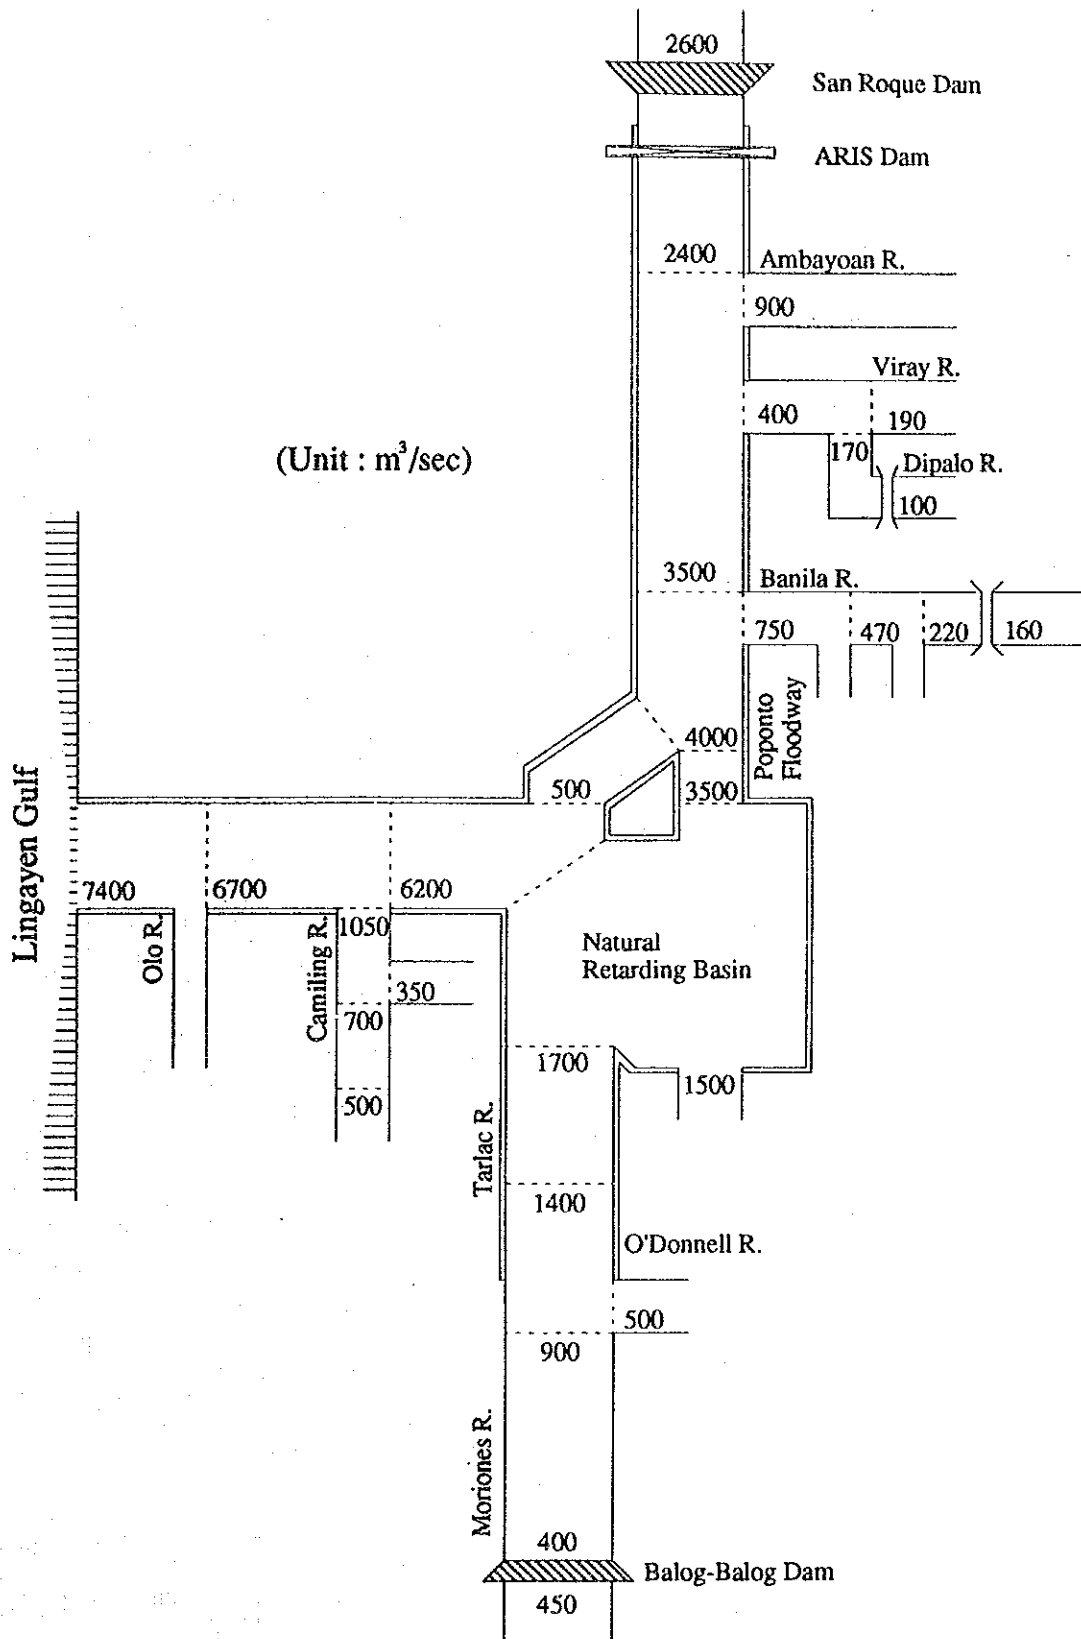 2600
San Roque Dam
ARIS Dam
2400
Ambayoan R.
900
Viray R.
400
190
170
Dipalo R.
100
(Unit : m³/sec)
3500
Banila R.
750
470
220
160
Poponto
Floodway
4000
500
3500
Lingayen Gulf
7400
6700
6200
Olo R.
Camiling R.
1050
350
700
500
Natural
Retarding Basin
1700
1500
Tarlac R.
1400
O'Donnell R.
500
900
Moriones R.
400
Balog-Balog Dam
450